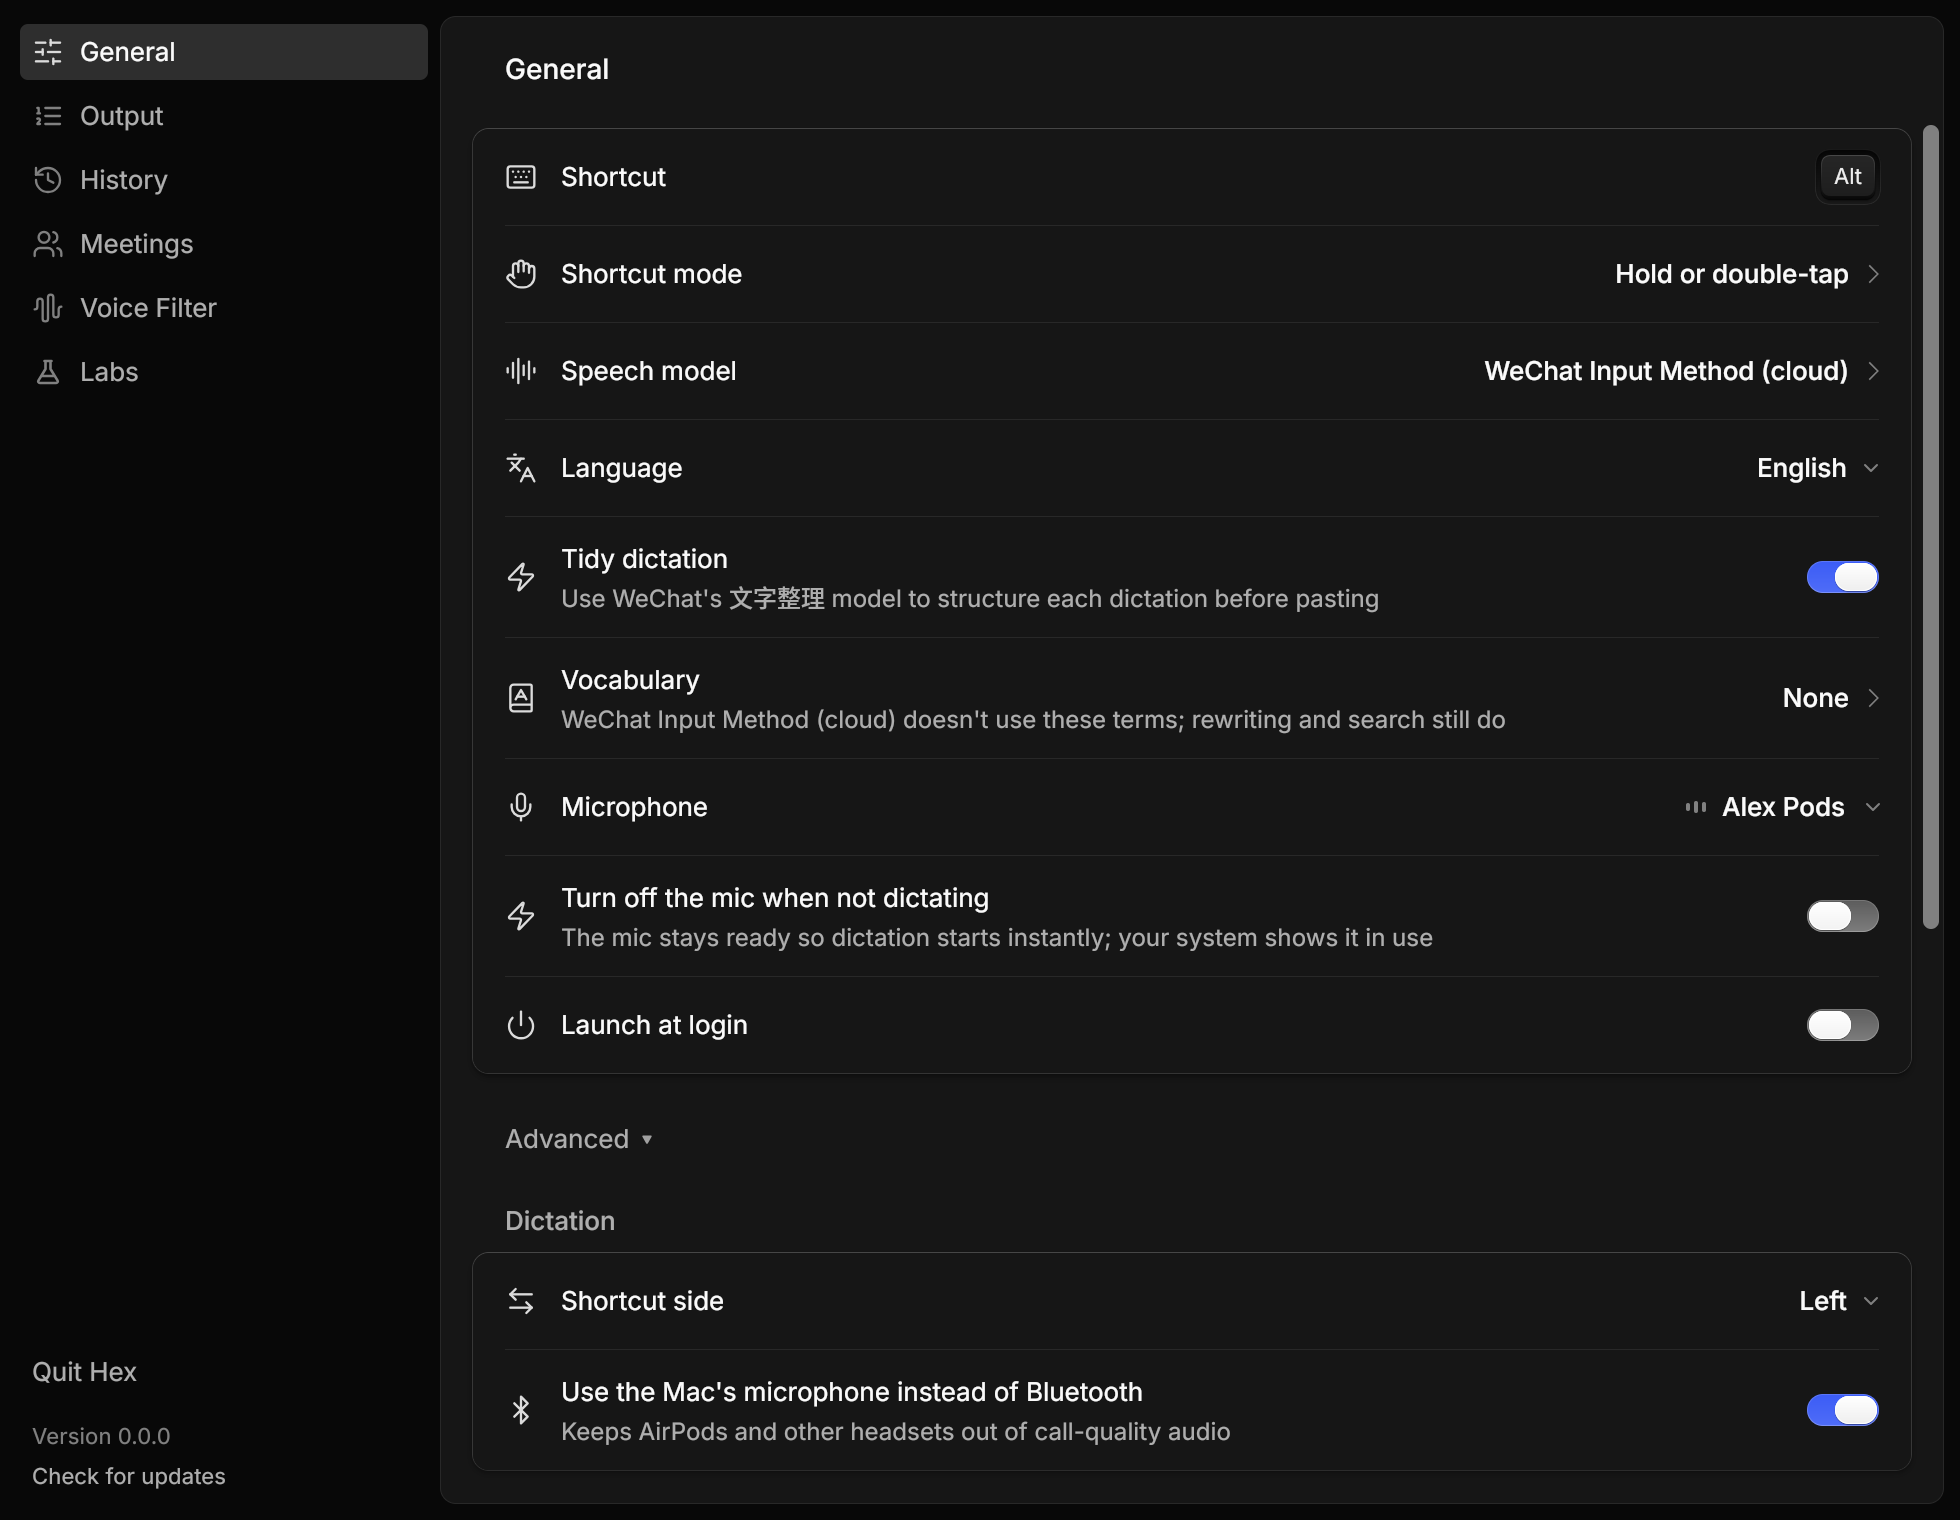 General
Output
History
Meetings
Voice Filter
Labs
Quit Hex
Version 0.0.0
Check for updates
General
Shortcut Alt
Shortcut mode Hold or double-tap
Speech model WeChat Input Method (cloud)
Language English
Tidy dictation
Use WeChat's 文字整理 model to structure each dictation before pasting
Vocabulary
WeChat Input Method (cloud) doesn't use these terms; rewriting and search still do
None
Microphone Alex Pods
Turn off the mic when not dictating
The mic stays ready so dictation starts instantly; your system shows it in use
Launch at login
Advanced
Dictation
Shortcut side Left
Use the Mac's microphone instead of Bluetooth
Keeps AirPods and other headsets out of call-quality audio